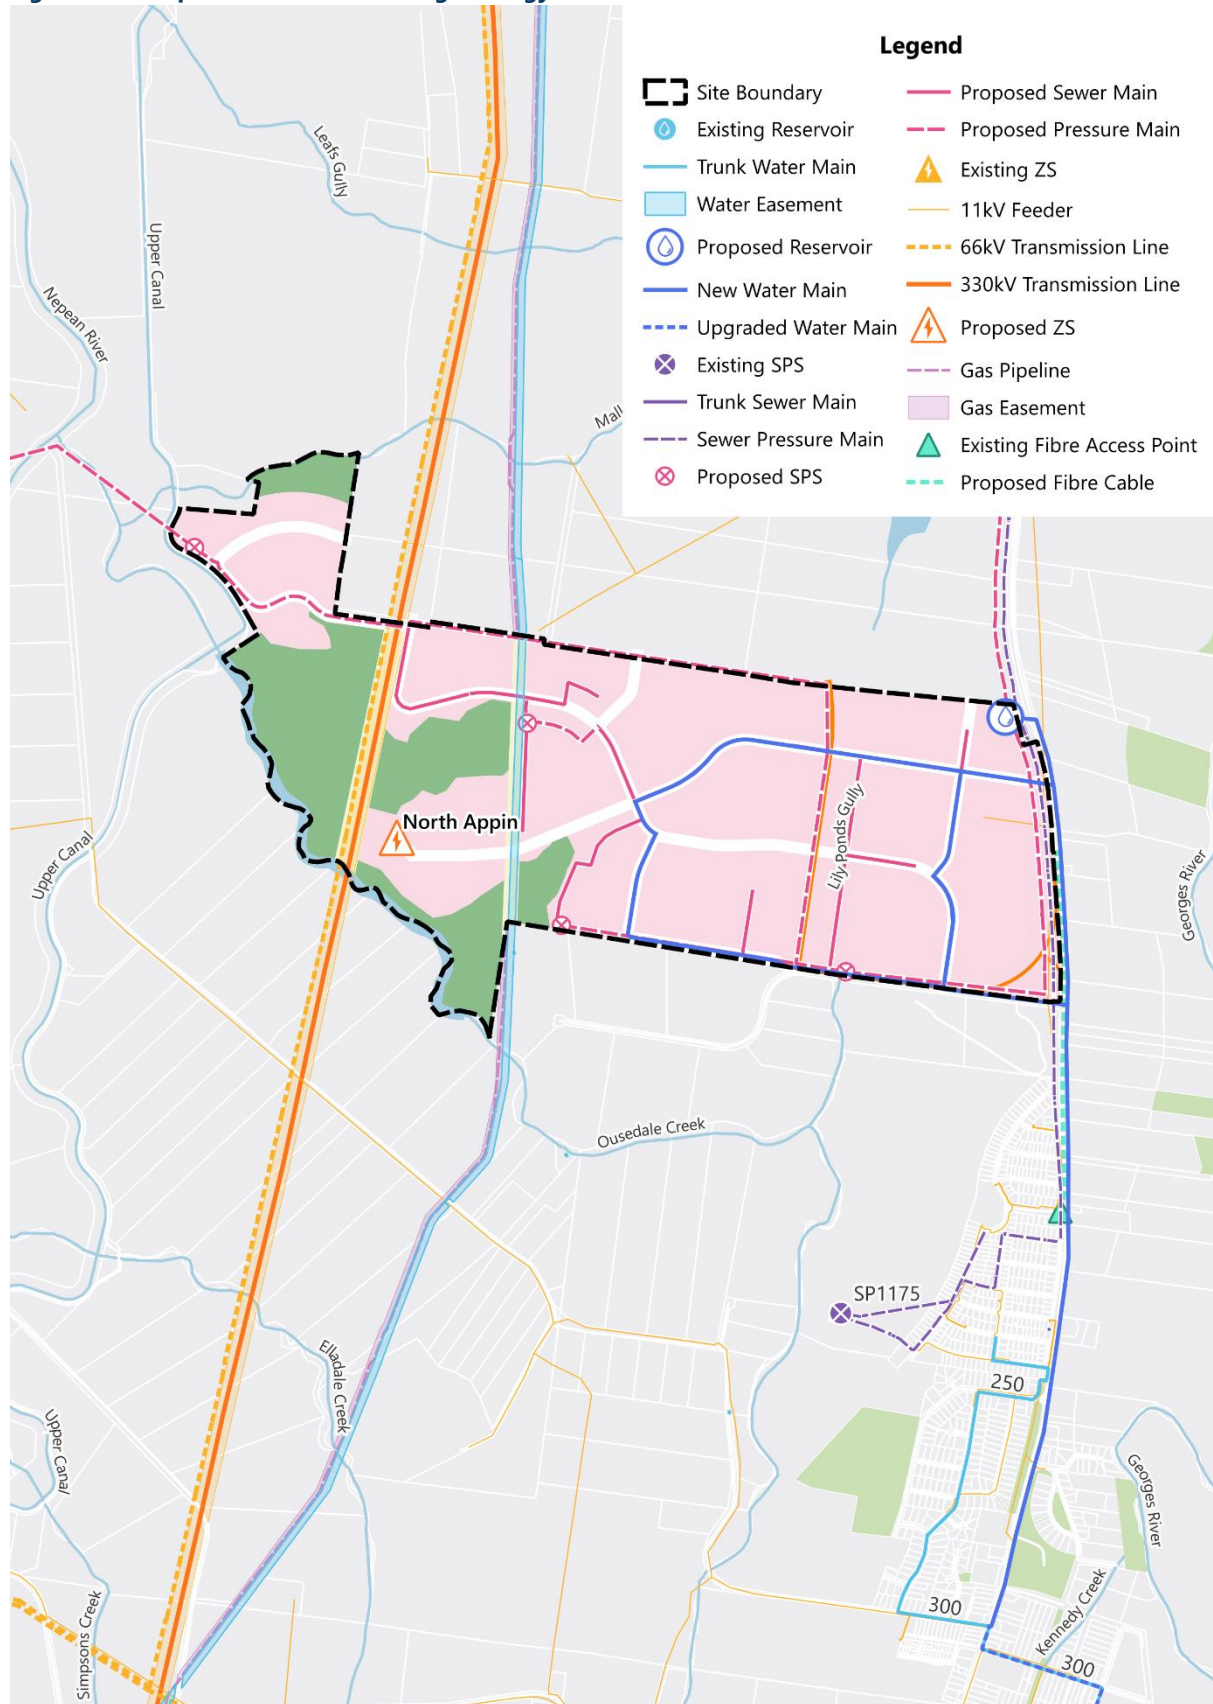 Legend
Site Boundary
Existing Reservoir
Trunk Water Main
Water Easement
Proposed Reservoir
New Water Main
Upgraded Water Main
Existing SPS
Trunk Sewer Main
Sewer Pressure Main
Proposed SPS
Proposed Sewer Main
Proposed Pressure Main
Existing ZS
11kV Feeder
66kV Transmission Line
330kV Transmission Line
Proposed ZS
Gas Pipeline
Gas Easement
Existing Fibre Access Point
Proposed Fibre Cable
Leafs Gully
Upper Canal
Nepean River
Mall
North Appin
Lily Ponds Gully
Upper Canal
Georges River
Ousedale Creek
SP1175
Elladale Creek
250
Upper Canal
Georges River
Simpsons Creek
300
Kennedy Creek
300